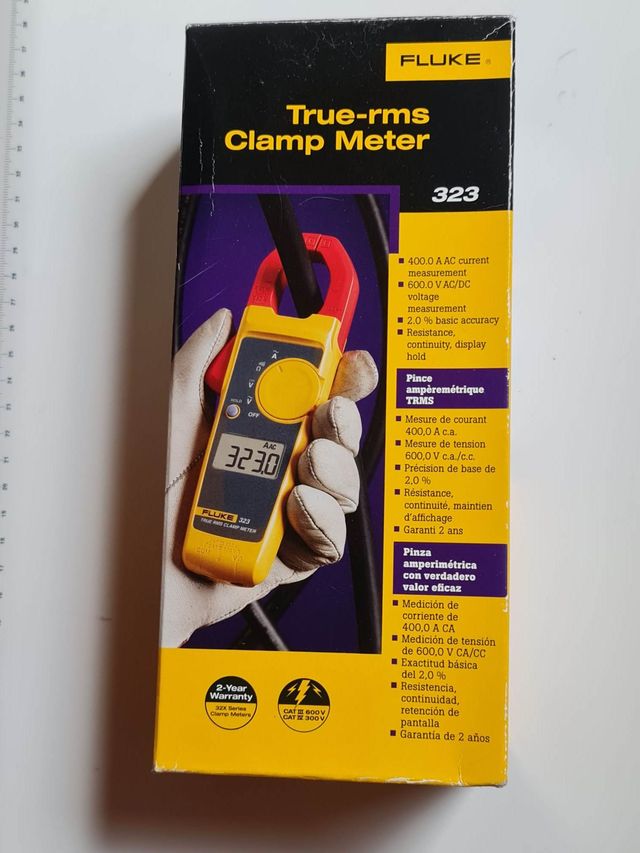 FLUKE ®
True-rms
Clamp Meter
323
400.0 A AC current
measurement
600.0 V AC/DC
voltage
measurement
2.0 % basic accuracy
Resistance,
continuity, display
hold
Pince
ampèremétrique
TRMS
Mesure de courant
400,0 A c.a.
Mesure de tension
600,0 V c.a./c.c.
Précision de base de
2,0 %
Résistance,
continuité, maintien
d'affichage
Garanti 2 ans
Pinza
amperimétrica
con verdadero
valor eficaz
Medición de
corriente de
400,0 A CA
Medición de tensión
de 600,0 V CA/CC
Exactitud básica
del 2,0 %
Resistencia,
continuidad,
retención de
pantalla
Garantía de 2 años
A
Ω
V
V
HOLD
OFF
A AC
323.0
FLUKE 323
TRUE RMS CLAMP METER
2-Year
Warranty
32X Series
Clamp Meters
CAT III 600 V
CAT IV 300 V